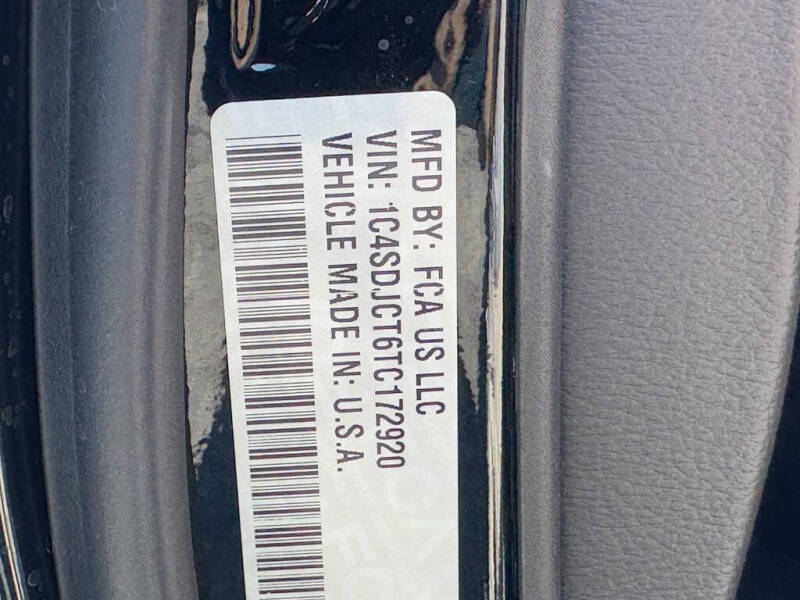 MFD BY: FCA US LLC
VIN: 1C4SDJCT6TC172920
VEHICLE MADE IN: U.S.A.